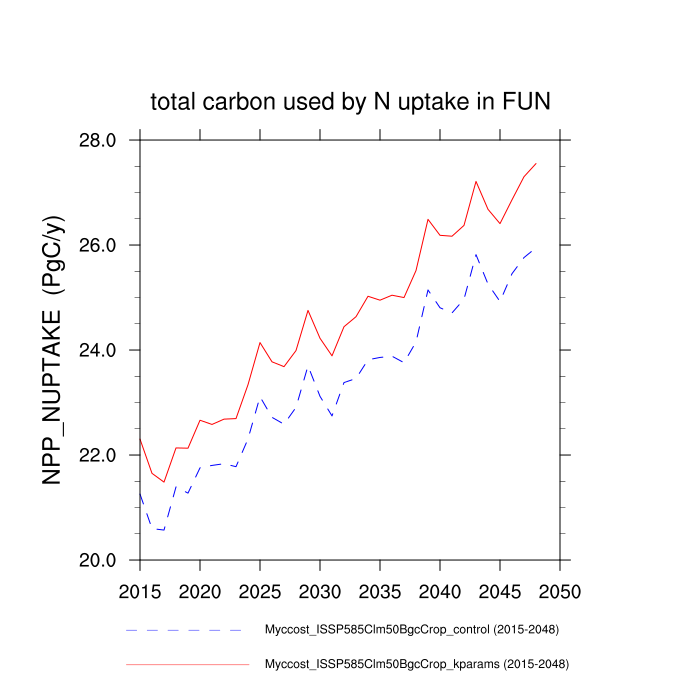 total carbon used by N uptake in FUN
NPP_NUPTAKE (PgC/y)
28.0
26.0
24.0
22.0
20.0
2015 2020 2025 2030 2035 2040 2045 2050
Myccost_ISSP585Clm50BgcCrop_control (2015-2048)
Myccost_ISSP585Clm50BgcCrop_kparams (2015-2048)